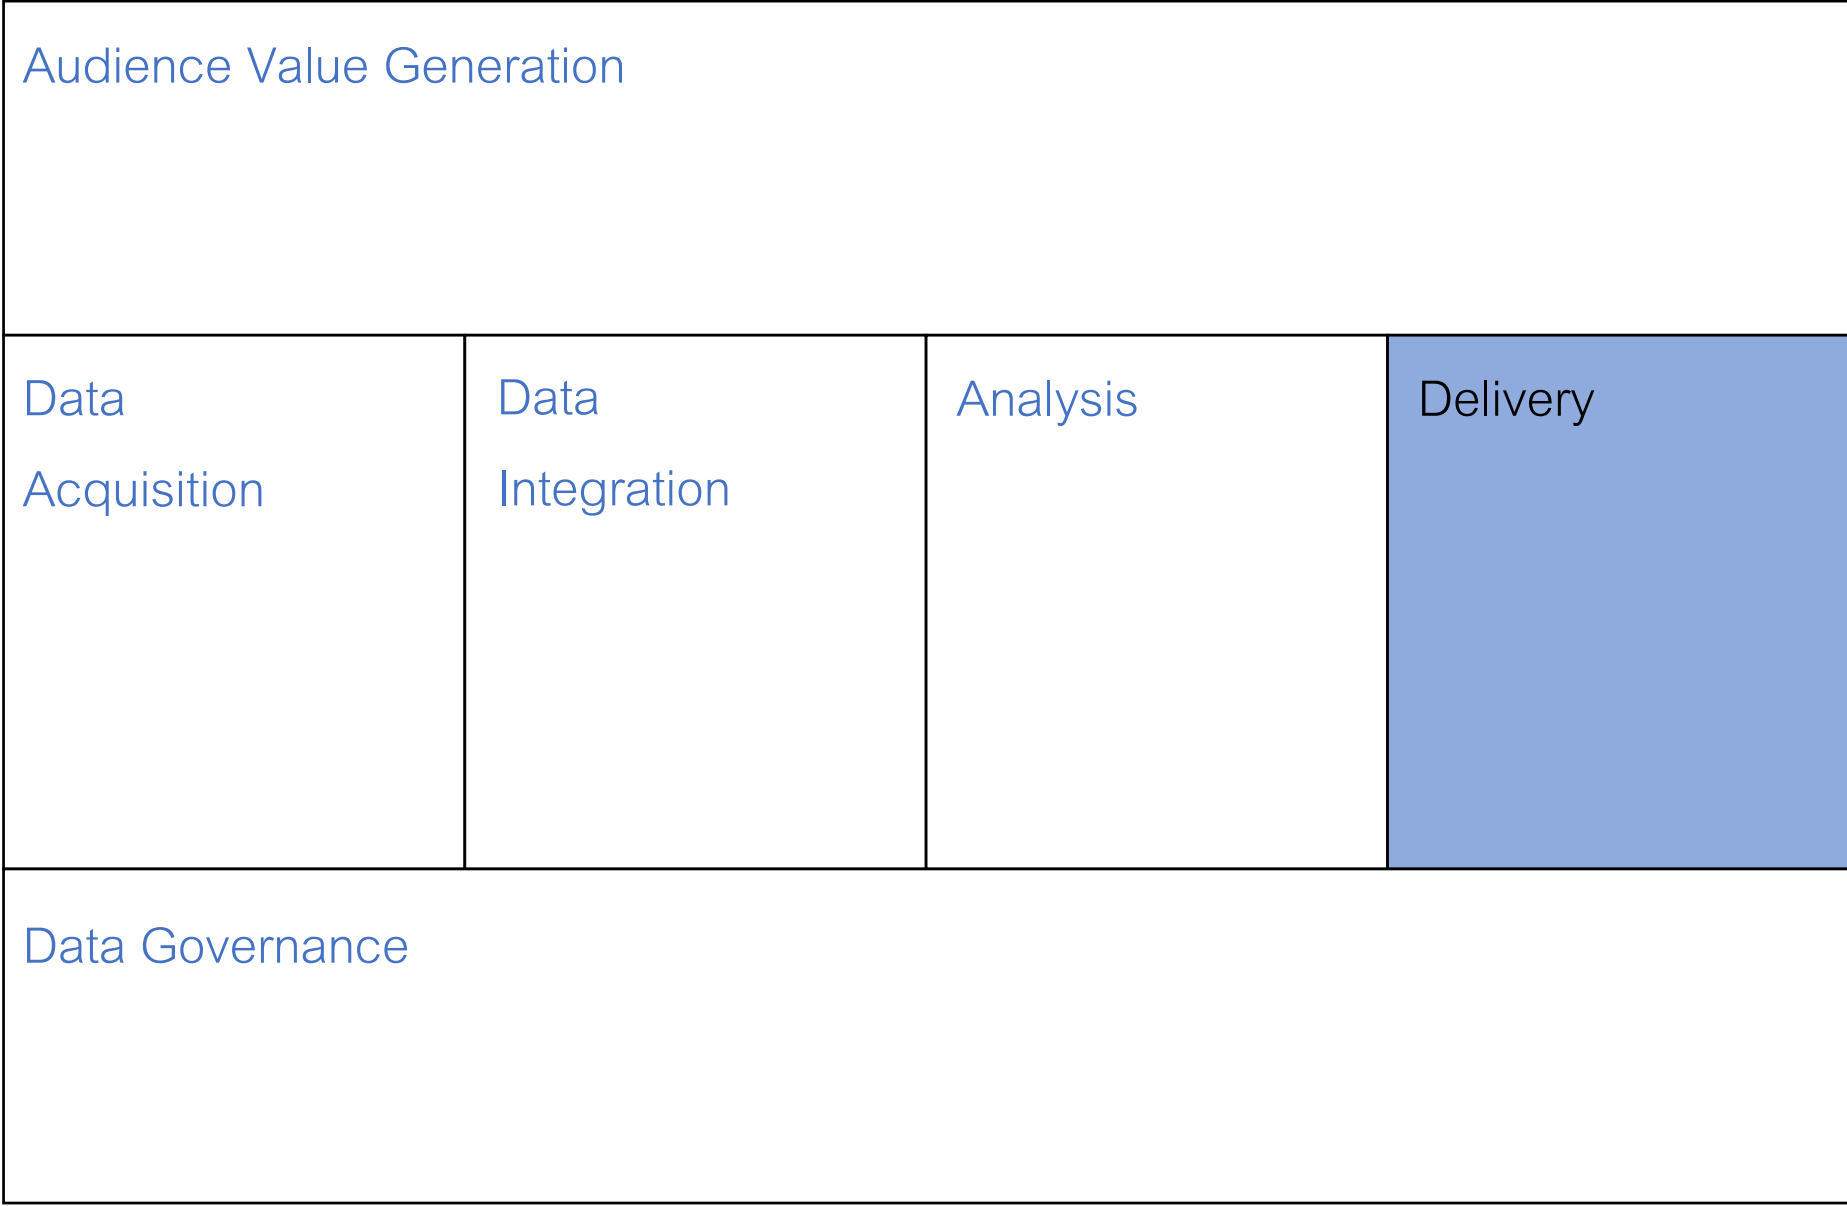 Audience Value Generation
Data
Acquisition
Data
Integration
Analysis
Delivery
Data Governance